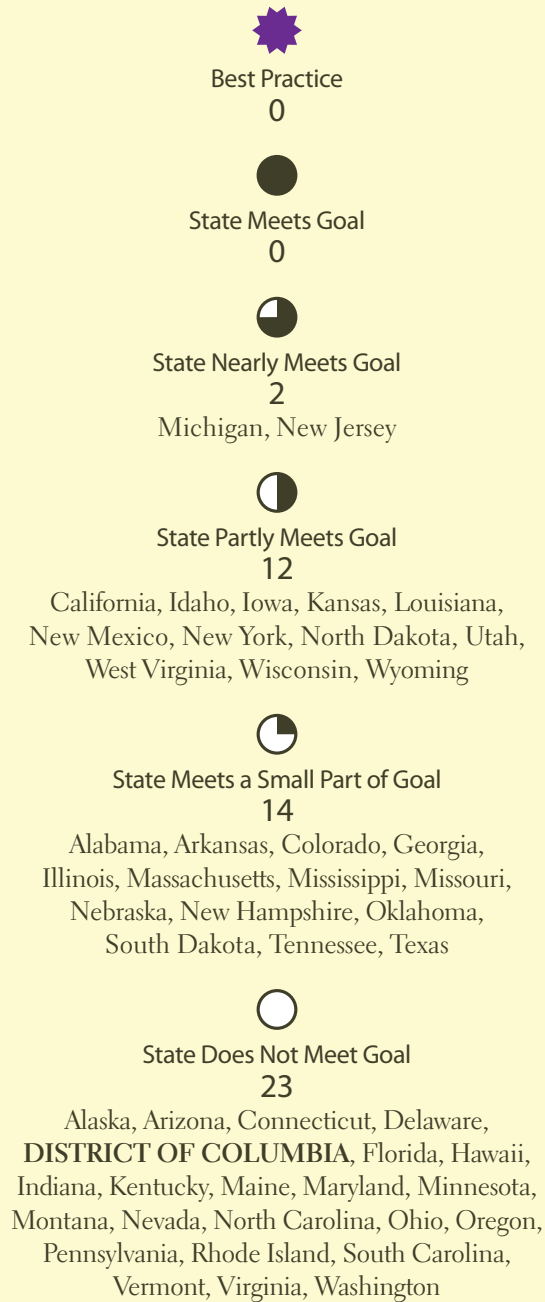 Best Practice
0
State Meets Goal
0
State Nearly Meets Goal
2
Michigan, New Jersey
State Partly Meets Goal
12
California, Idaho, Iowa, Kansas, Louisiana,
New Mexico, New York, North Dakota, Utah,
West Virginia, Wisconsin, Wyoming
State Meets a Small Part of Goal
14
Alabama, Arkansas, Colorado, Georgia,
Illinois, Massachusetts, Mississippi, Missouri,
Nebraska, New Hampshire, Oklahoma,
South Dakota, Tennessee, Texas
State Does Not Meet Goal
23
Alaska, Arizona, Connecticut, Delaware,
DISTRICT OF COLUMBIA, Florida, Hawaii,
Indiana, Kentucky, Maine, Maryland, Minnesota,
Montana, Nevada, North Carolina, Ohio, Oregon,
Pennsylvania, Rhode Island, South Carolina,
Vermont, Virginia, Washington